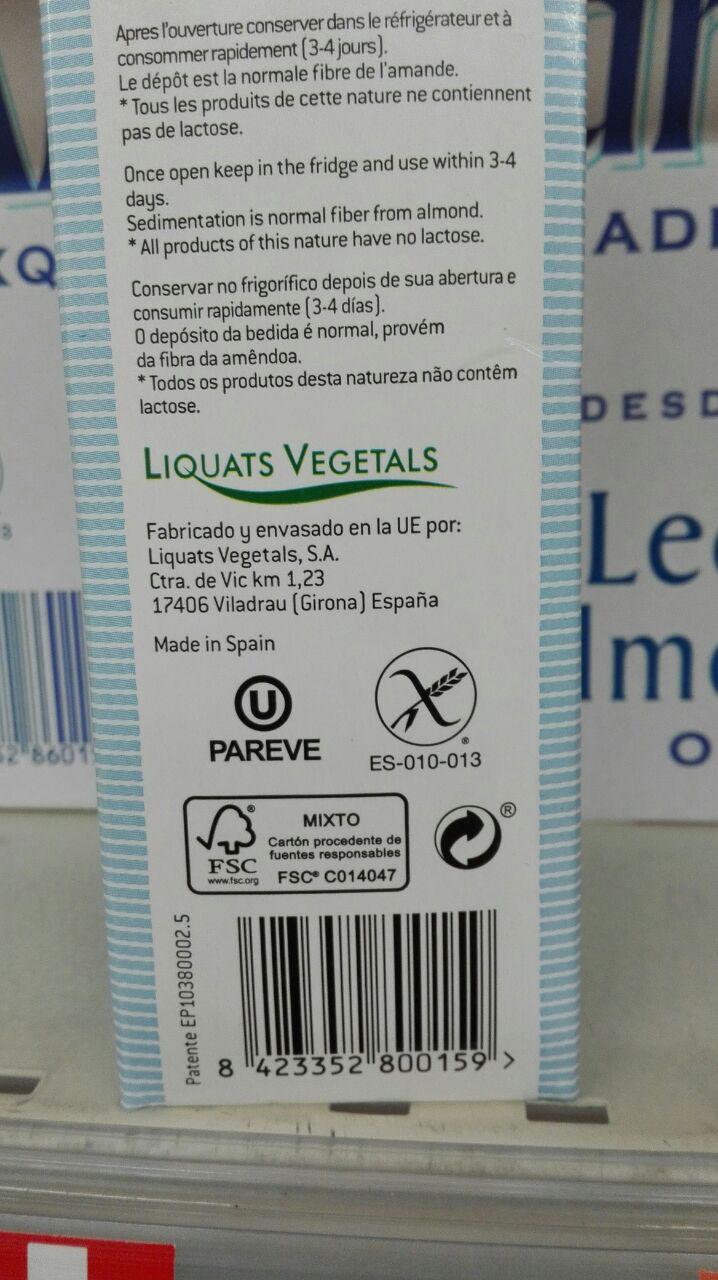 Apres l'ouverture conserver dans le réfrigérateur et à
consommer rapidement (3-4 jours).
Le dépôt est la normale fibre de l'amande.
* Tous les produits de cette nature ne contiennent
pas de lactose.
Once open keep in the fridge and use within 3-4
days.
Sedimentation is normal fiber from almond.
* All products of this nature have no lactose.
Conservar no frigorífico depois de sua abertura e
consumir rapidamente (3-4 días).
O depósito da bedida é normal, provém
da fibra da amêndoa.
* Todos os produtos desta natureza não contêm
lactose.
LIQUATS VEGETALS
Fabricado y envasado en la UE por:
Liquats Vegetals, S.A.
Ctra. de Vic km 1,23
17406 Viladrau (Girona) España
Made in Spain
U
PAREVE
ES-010-013
FSC
www.fsc.org
MIXTO
Cartón procedente de
fuentes responsables
FSC® C014047
®
Patente EP10380002.5
8 423352 800159 >
ADE
DESD
Lec
lme
O